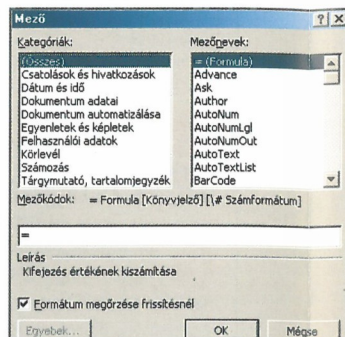 Mező
Kategóriák:
(Összes)
Csatolások és hivatkozások
Dátum és idő
Dokumentum adatai
Dokumentum automatizálása
Egyenletek és képletek
Felhasználói adatok
Körlevél
Számozás
Tárgymutató, tartalomjegyzék
Mezőnevek:
= (Formula)
Advance
Ask
Author
AutoNum
AutoNumLgl
AutoNumOut
AutoText
AutoTextList
BarCode
Mezőkódok: = Formula [Könyvjelző] [\# Számformátum]
=
Leírás
Kifejezés értékének kiszámítása
Formátum megőrzése frissítésnél
Egyebek...
OK
Mégse